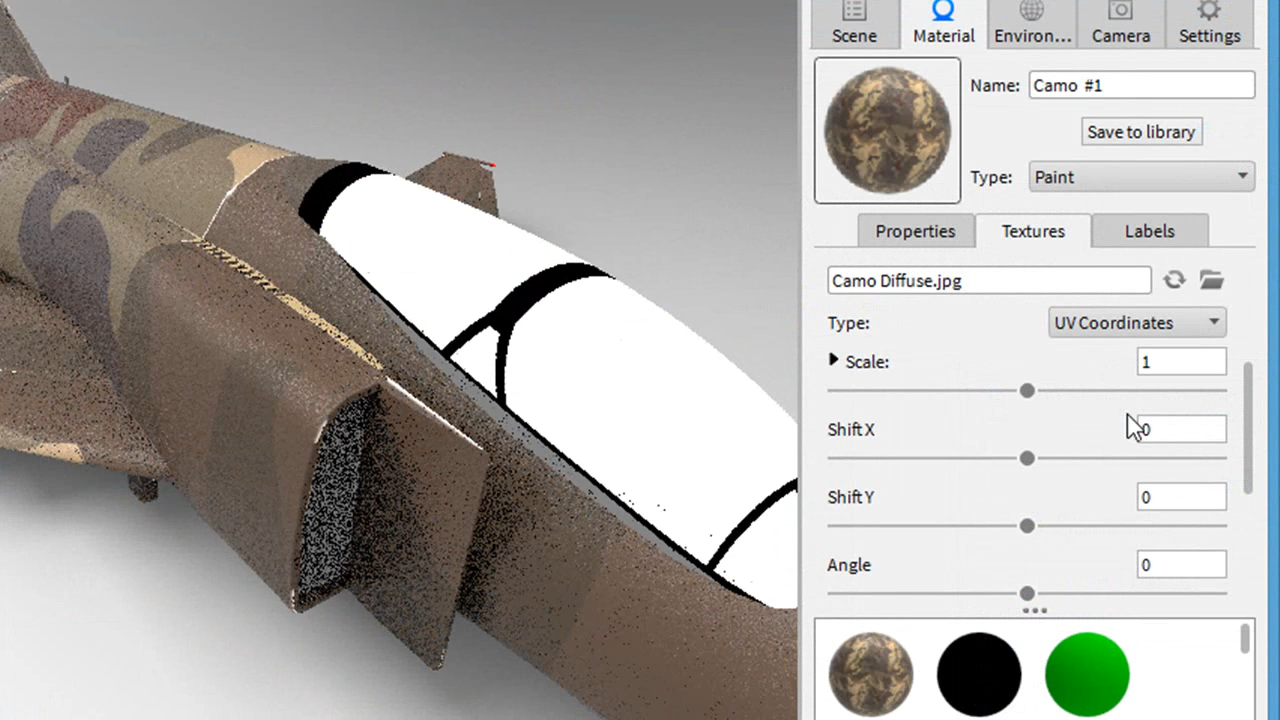 Scene Material Environ... Camera Settings
Name: Camo #1
Save to library
Type: Paint
Properties Textures Labels
Camo Diffuse.jpg
Type: UV Coordinates
Scale: 1
Shift X 0
Shift Y 0
Angle 0